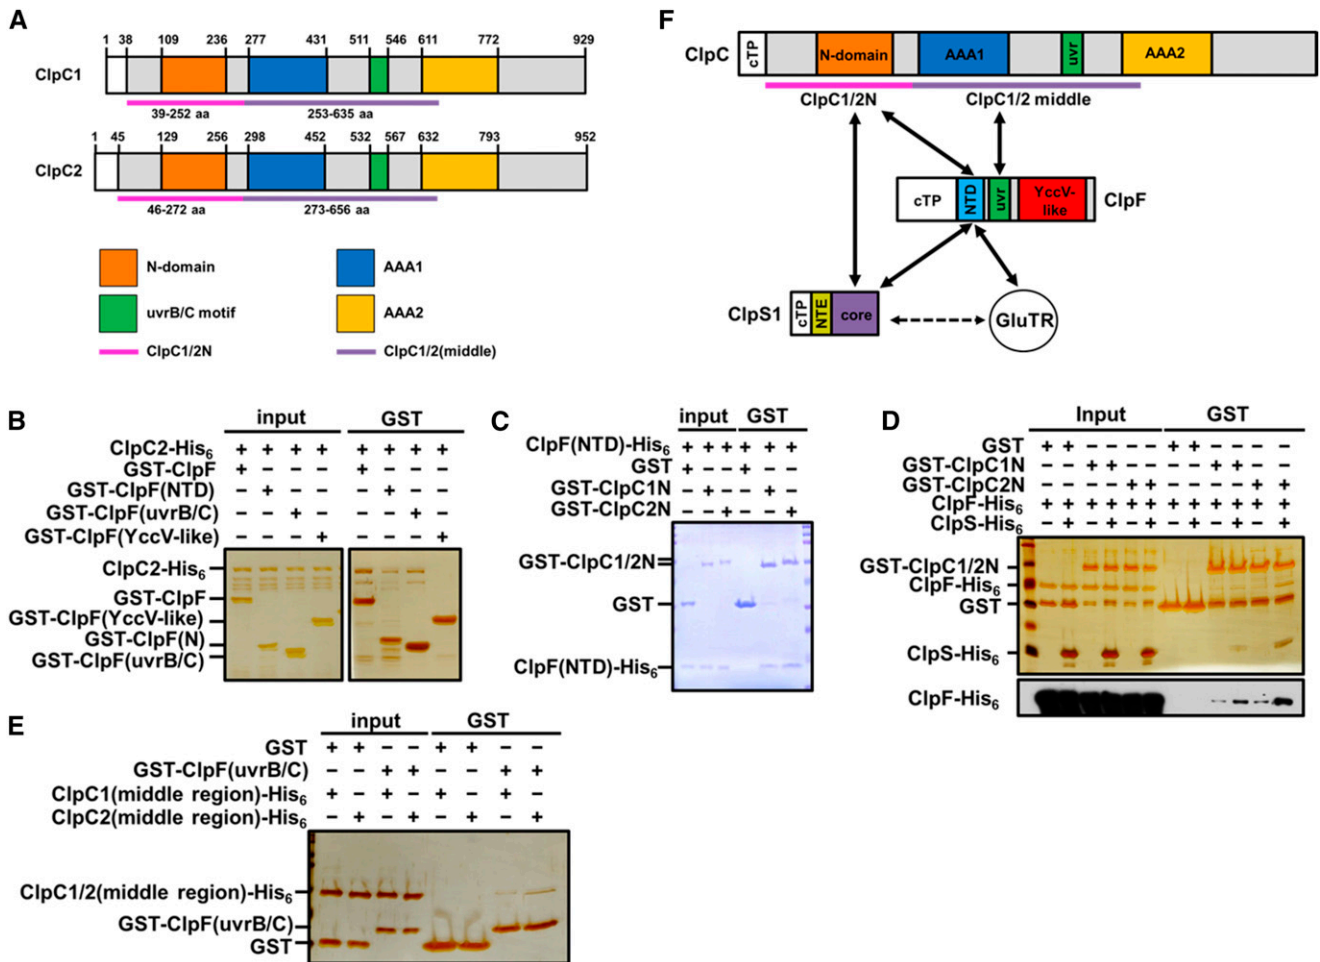 A
1 38 109 236 277 431 511 546 611 772 929
ClpC1
39-252 aa 253-635 aa
1 45 129 256 298 452 532 567 632 793 952
ClpC2
46-272 aa 273-656 aa
N-domain AAA1
uvrB/C motif AAA2
ClpC1/2N ClpC1/2(middle)
F
ClpC cTP N-domain AAA1 uvr AAA2
ClpC1/2N ClpC1/2 middle
cTP NTD uvr YccV-like ClpF
ClpS1 cTP NTE core GluTR
B
input GST
ClpC2-His6 + + + + + + + +
GST-ClpF + +
GST-ClpF(NTD) + +
GST-ClpF(uvrB/C) + +
GST-ClpF(YccV-like) + +
ClpC2-His6
GST-ClpF
GST-ClpF(YccV-like)
GST-ClpF(N)
GST-ClpF(uvrB/C)
C
input GST
ClpF(NTD)-His6 + + + + + +
GST + +
GST-ClpC1N + +
GST-ClpC2N + +
GST-ClpC1/2N
GST
ClpF(NTD)-His6
D
Input GST
GST + + − − − − + + − − − −
GST-ClpC1N − − + + − − − − + + − −
GST-ClpC2N − − − − + + − − − − + +
ClpF-His6 + + + + + + + + + + + +
ClpS-His6 − + − + − + − + − + − +
GST-ClpC1/2N
ClpF-His6
GST
ClpS-His6
ClpF-His6
E
input GST
GST + + − − + + − −
GST-ClpF(uvrB/C) − − + + − − + +
ClpC1(middle region)-His6 + − + − + − + −
ClpC2(middle region)-His6 − + − + − + − +
ClpC1/2(middle region)-His6
GST-ClpF(uvrB/C)
GST